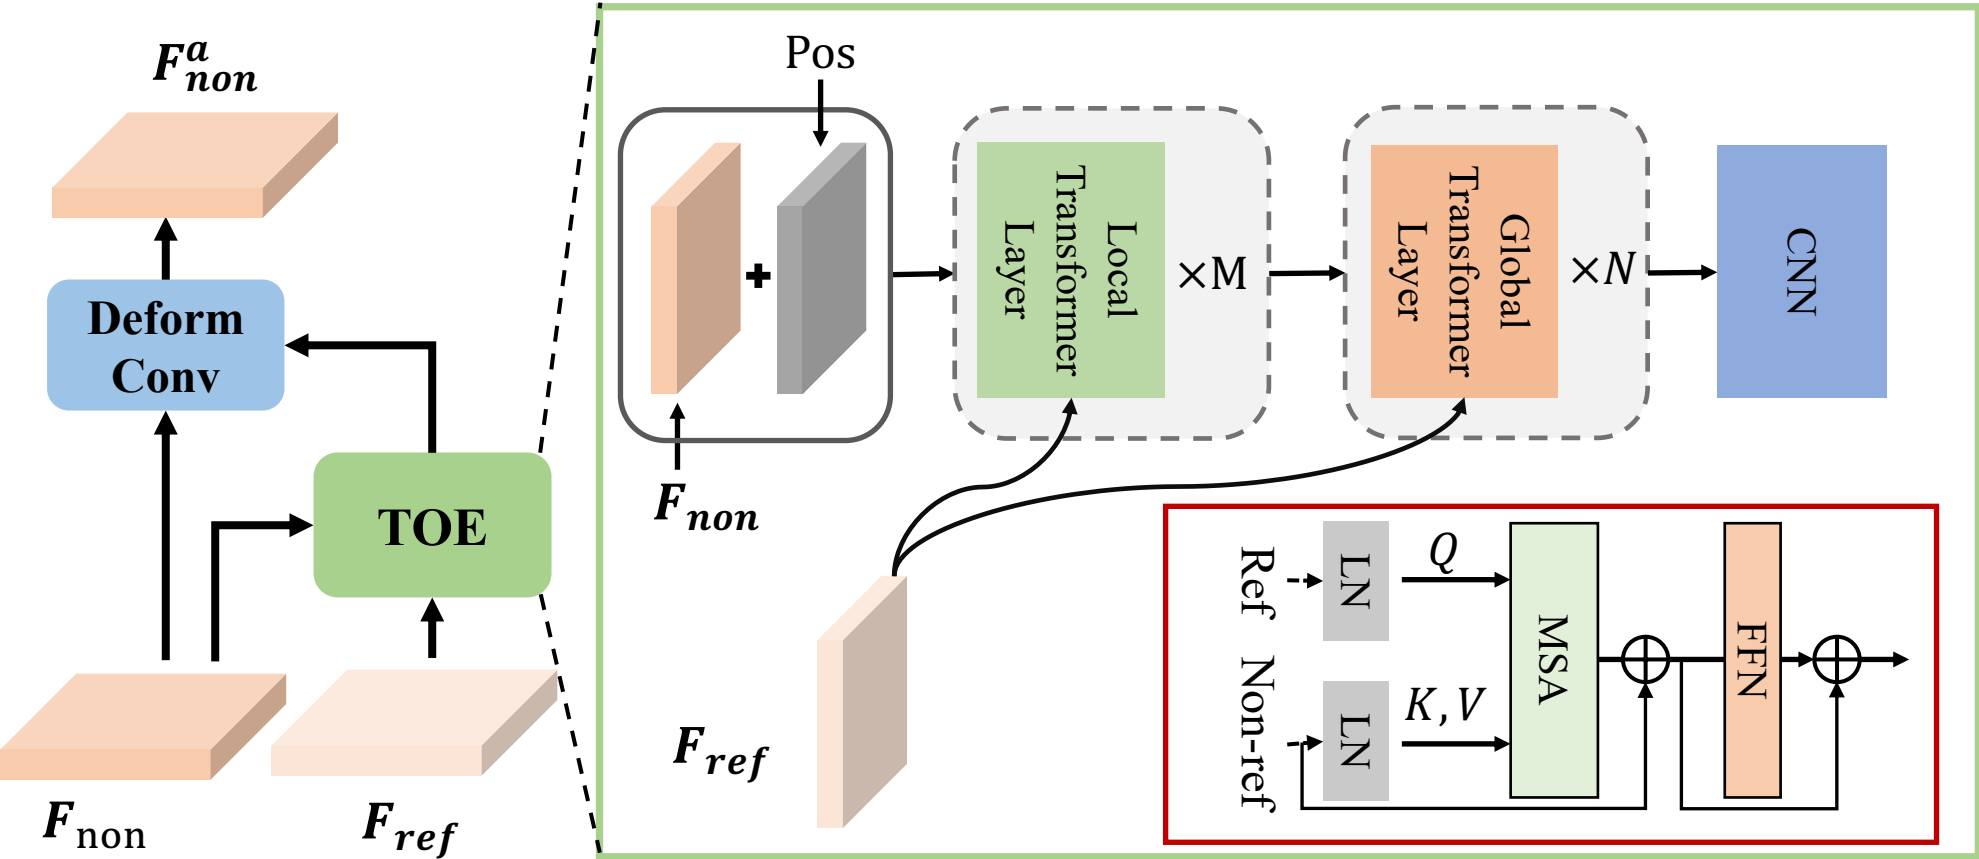 F^a_non
Deform
Conv
TOE
F_non
F_ref
Pos
F_non
Local
Transformer
Layer
×M
Global
Transformer
Layer
×N
CNN
F_ref
Ref
LN
Q
Non-ref
LN
K, V
MSA
FFN